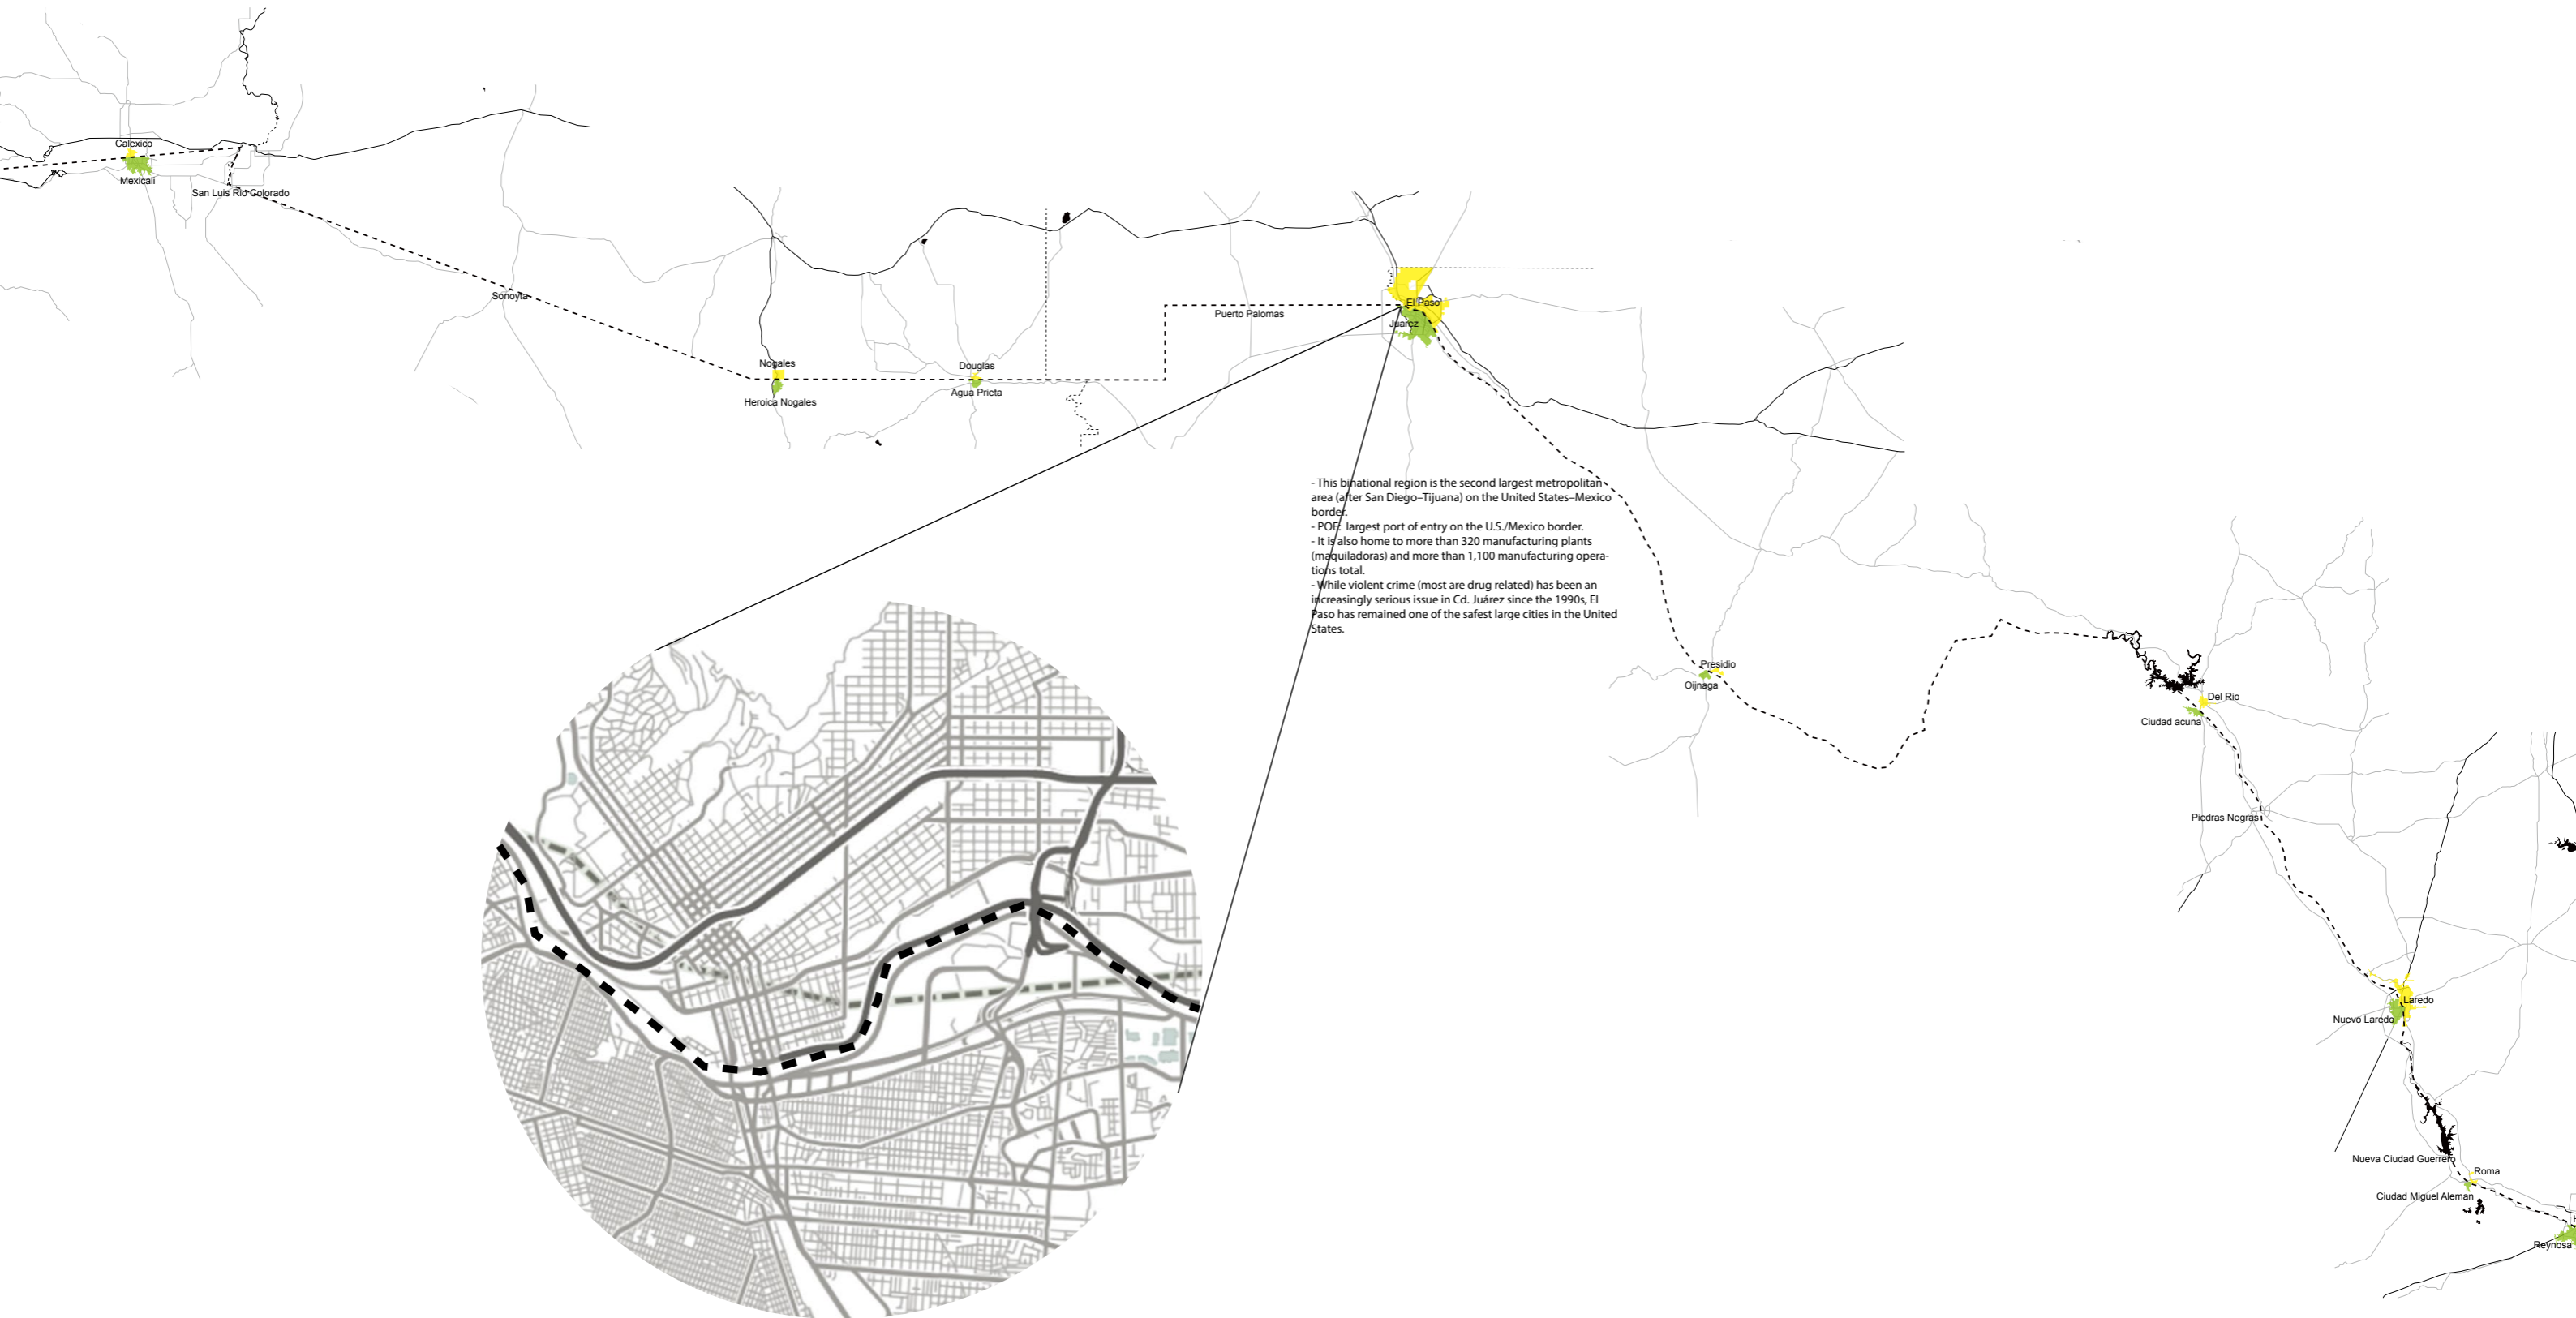 Calexico
Mexicali
San Luis Rio Colorado
Sonoyta
Nogales
Heroica Nogales
Douglas
Agua Prieta
Puerto Palomas
El Paso
Juarez
- This binational region is the second largest metropolitan
area (after San Diego–Tijuana) on the United States–Mexico
border.
- POE:  largest port of entry on the U.S./Mexico border.
- It is also home to more than 320 manufacturing plants
(maquiladoras) and more than 1,100 manufacturing opera-
tions total.
- While violent crime (most are drug related) has been an
increasingly serious issue in Cd. Juárez since the 1990s, El
Paso has remained one of the safest large cities in the United
States.
Presidio
Oijnaga
Del Rio
Ciudad acuna
Piedras Negras
Laredo
Nuevo Laredo
Nueva Ciudad Guerrero
Roma
Ciudad Miguel Aleman
Reynosa